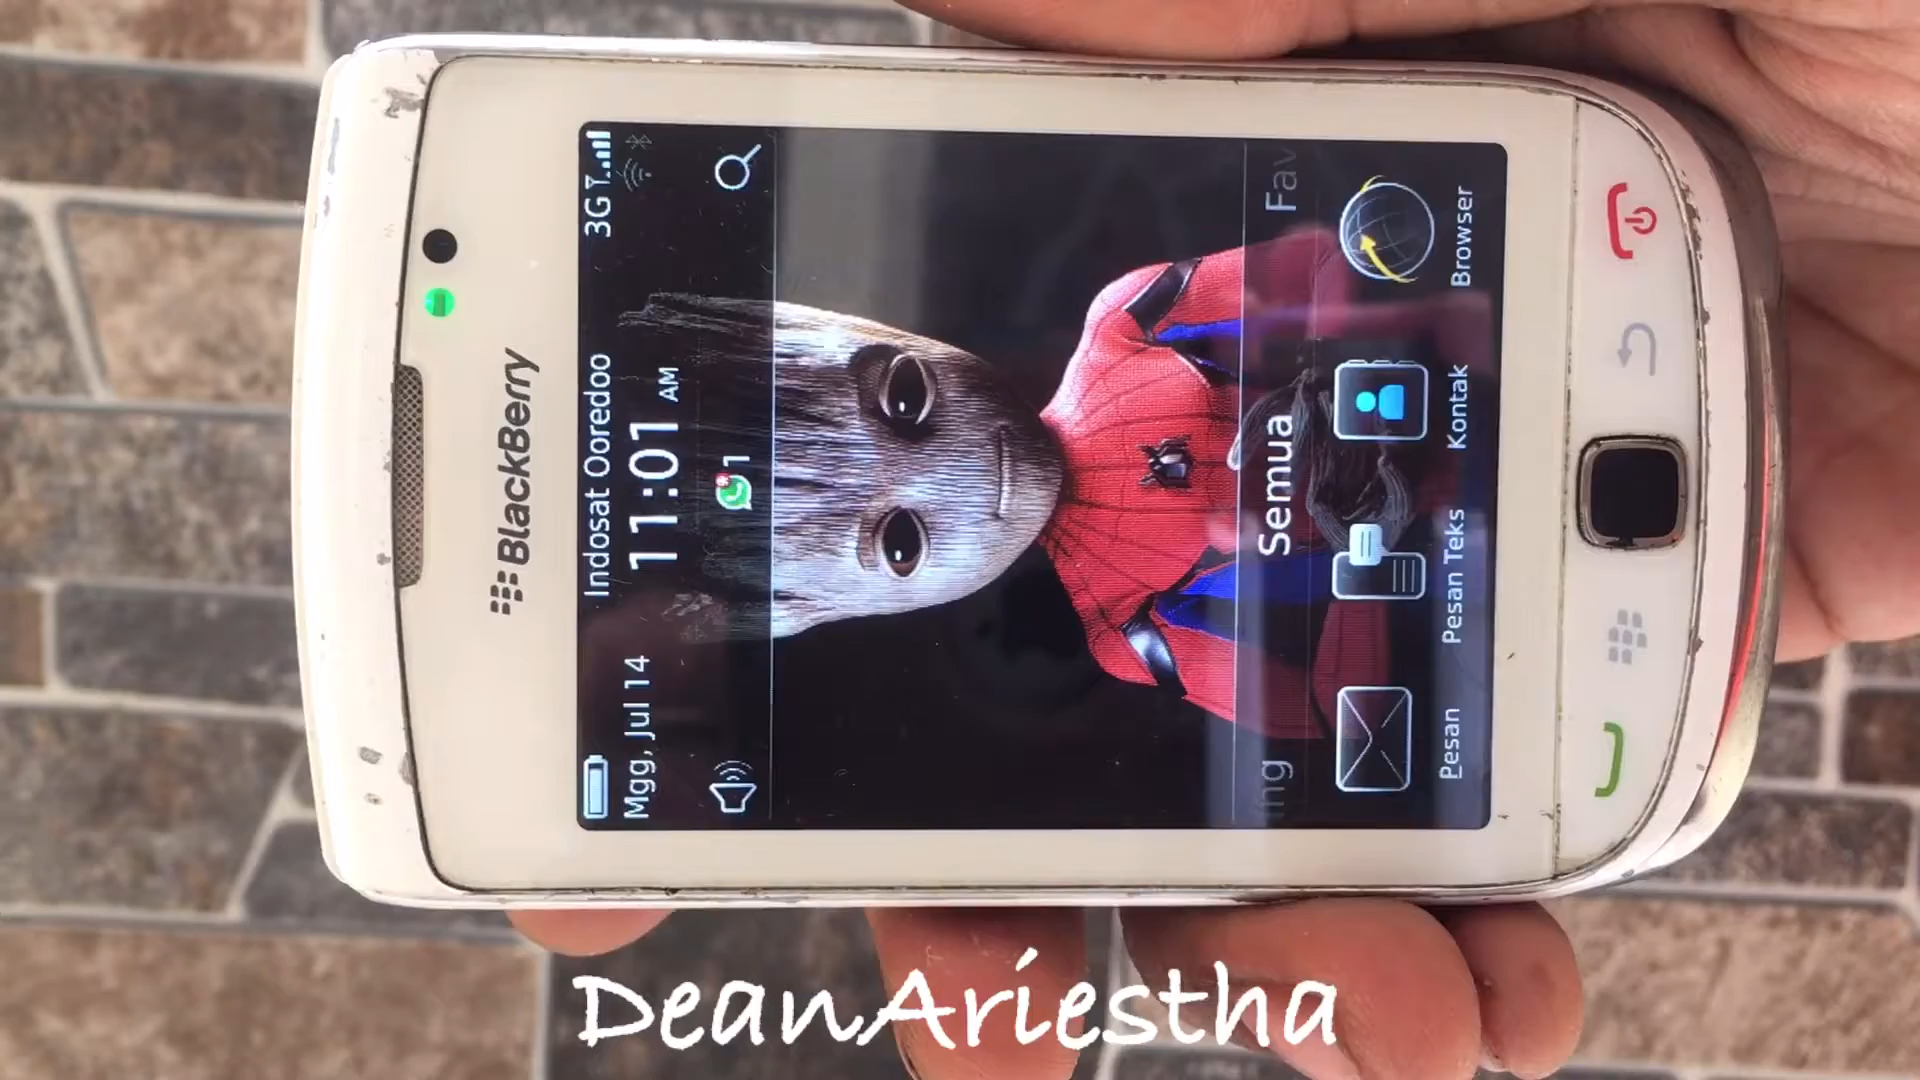 BlackBerry
Indosat Ooredoo
3G
Mgg, Jul 14
11:01 AM
1
ing
Semua
Fav
Pesan
Pesan Teks
Kontak
Browser
DeanAriestha